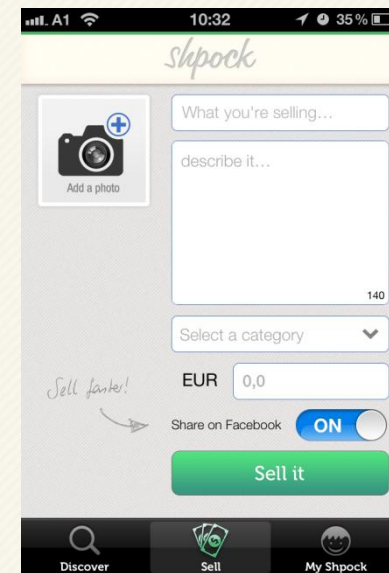 A1 10:32 35%
shpock
What you're selling...
describe it...
Add a photo
140
Select a category
Sell faster!
EUR 0,0
Share on Facebook ON
Sell it
Discover Sell My Shpock